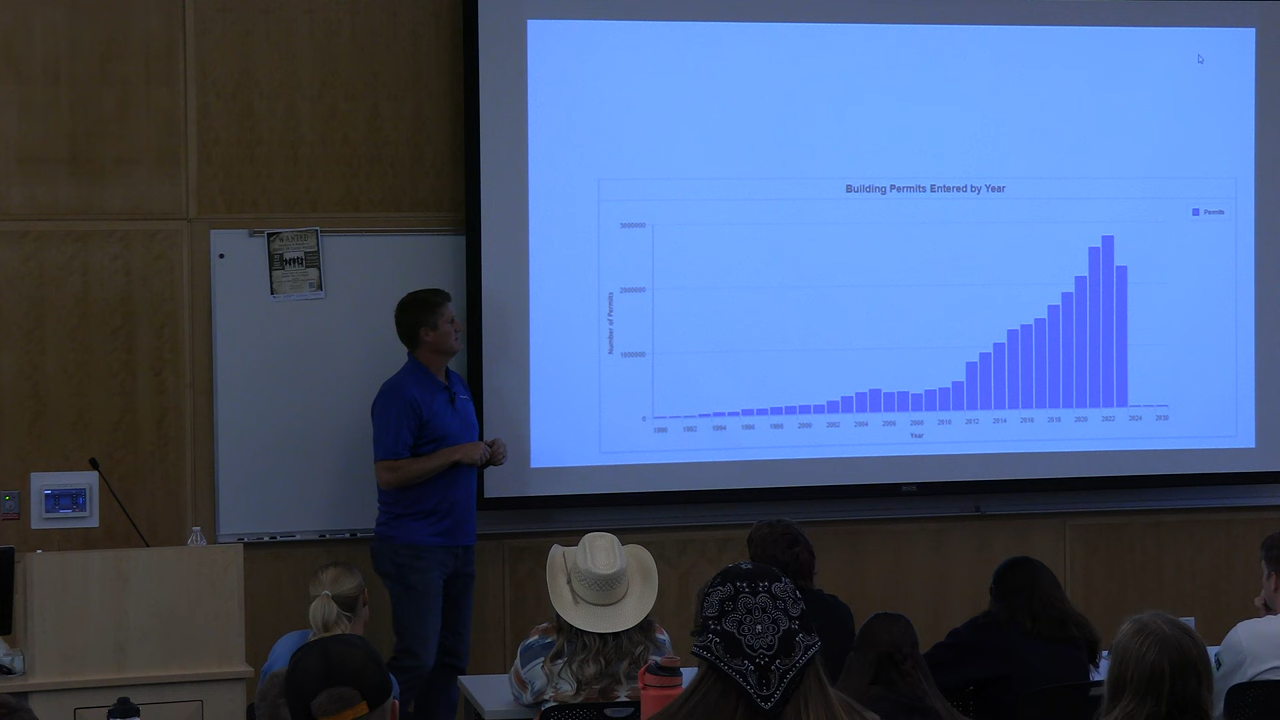 Building Permits Entered by Year
Permits
3000000
2000000
1000000
0
Number of Permits
1990 1992 1994 1996 1998 2000 2002 2004 2006 2008 2010 2012 2014 2016 2018 2020 2022 2024 2030
Year
WANTED